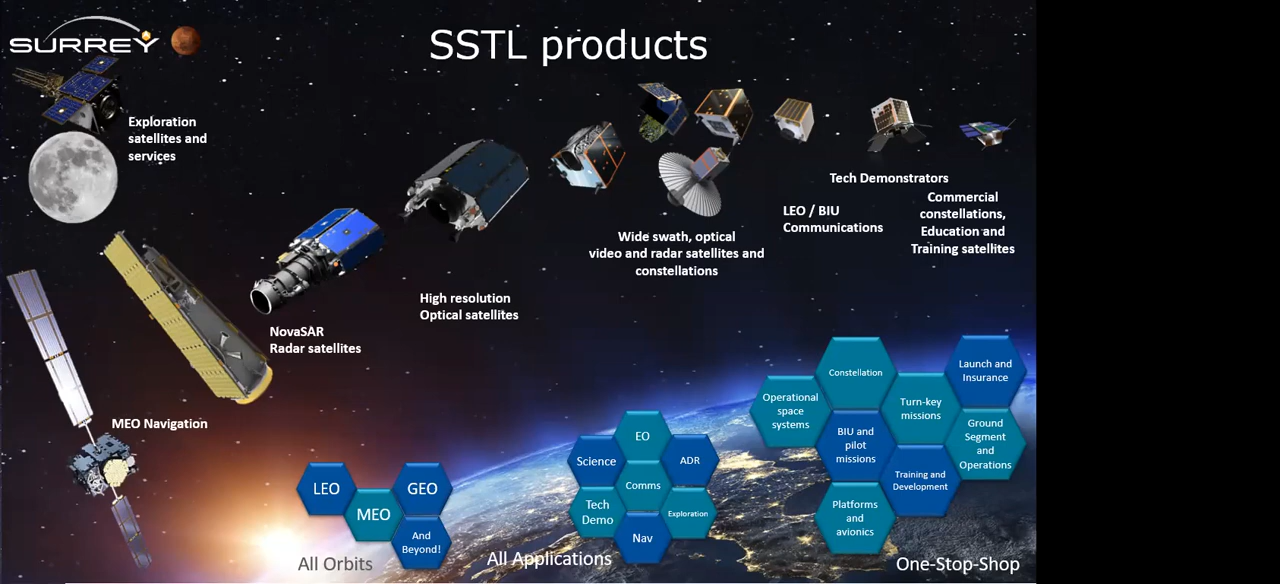 SURREY
SSTL products
Exploration
satellites and
services
Tech Demonstrators
LEO / BIU
Communications
Commercial
constellations,
Education and
Training satellites
Wide swath, optical
video and radar satellites and
constellations
High resolution
Optical satellites
NovaSAR
Radar satellites
MEO Navigation
LEO
MEO
GEO
And
Beyond!
All Orbits
EO
Science
ADR
Comms
Tech
Demo
Exploration
Nav
All Applications
Constellation
Launch and
Insurance
Operational
space
systems
Turn-key
missions
BIU and
pilot
missions
Ground
Segment
and
Operations
Training and
Development
Platforms
and
avionics
One-Stop-Shop